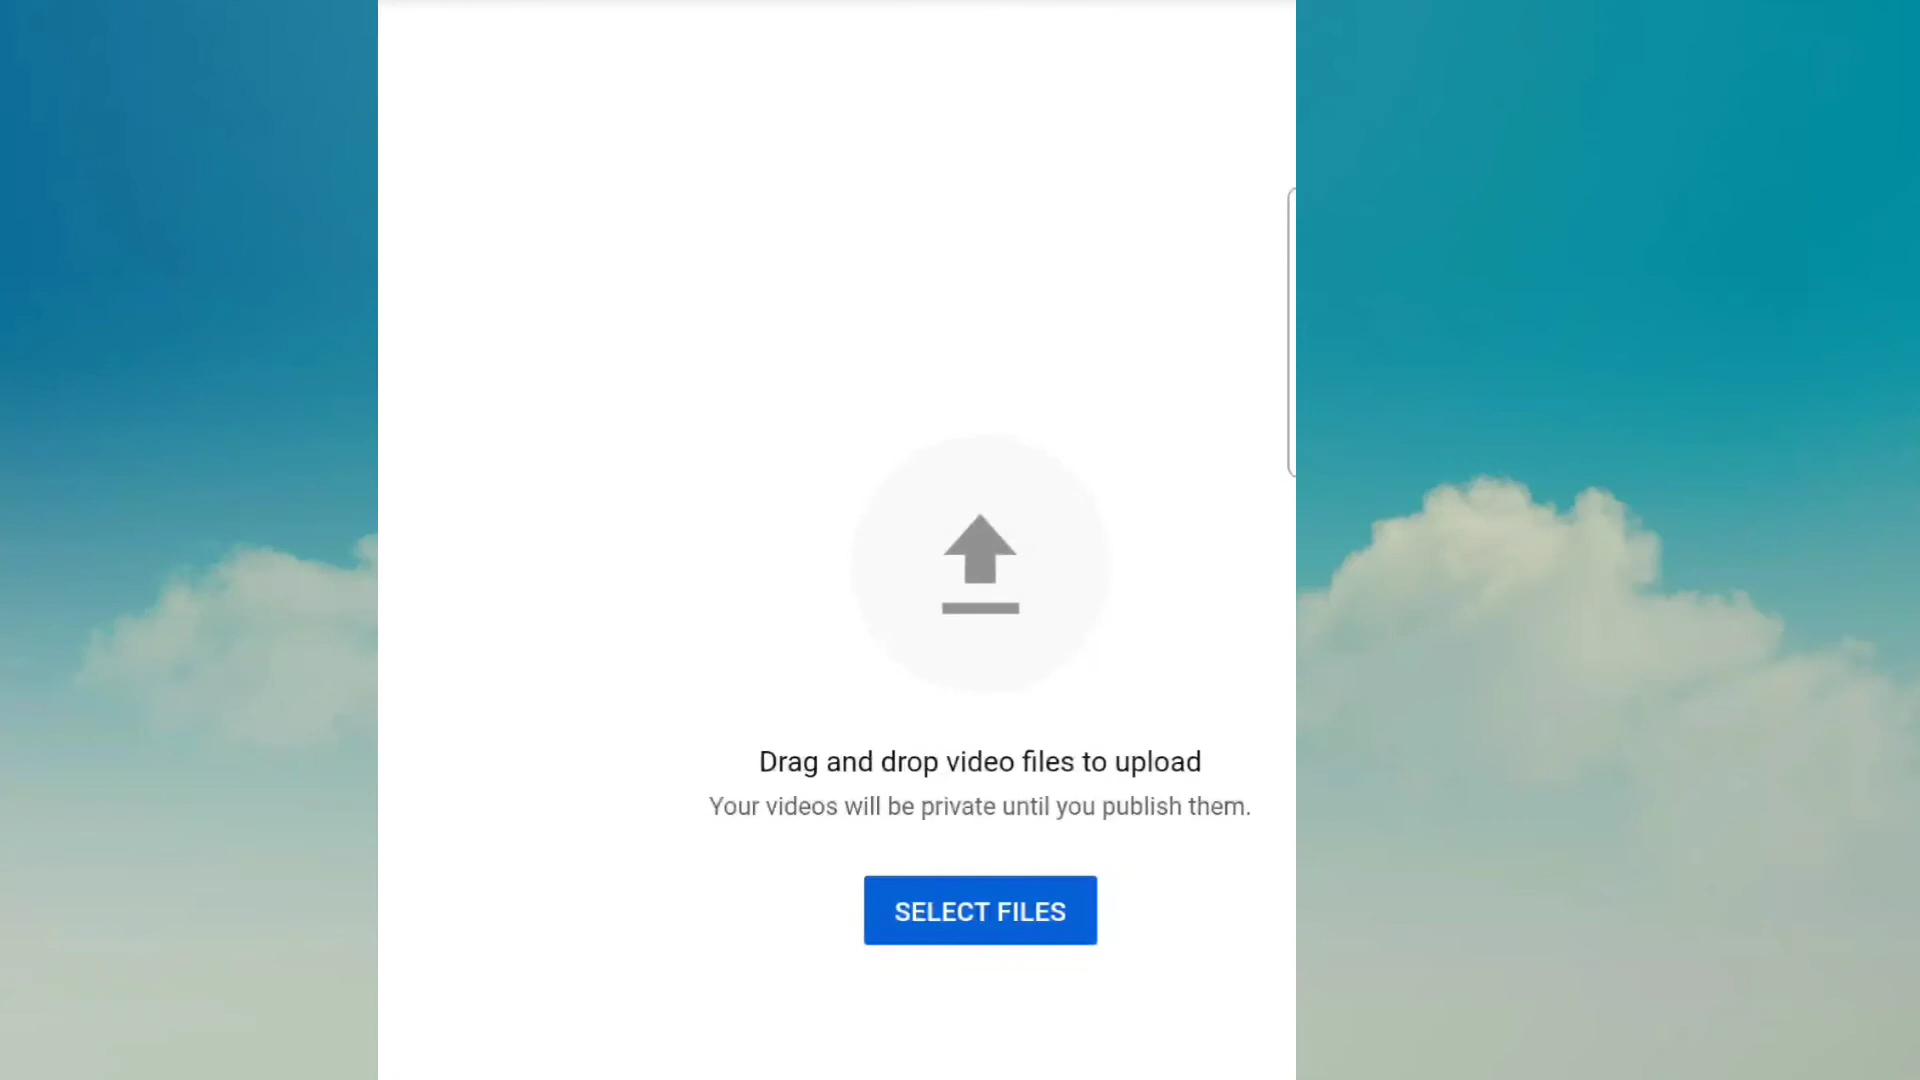 Drag and drop video files to upload
Your videos will be private until you publish them.
SELECT FILES